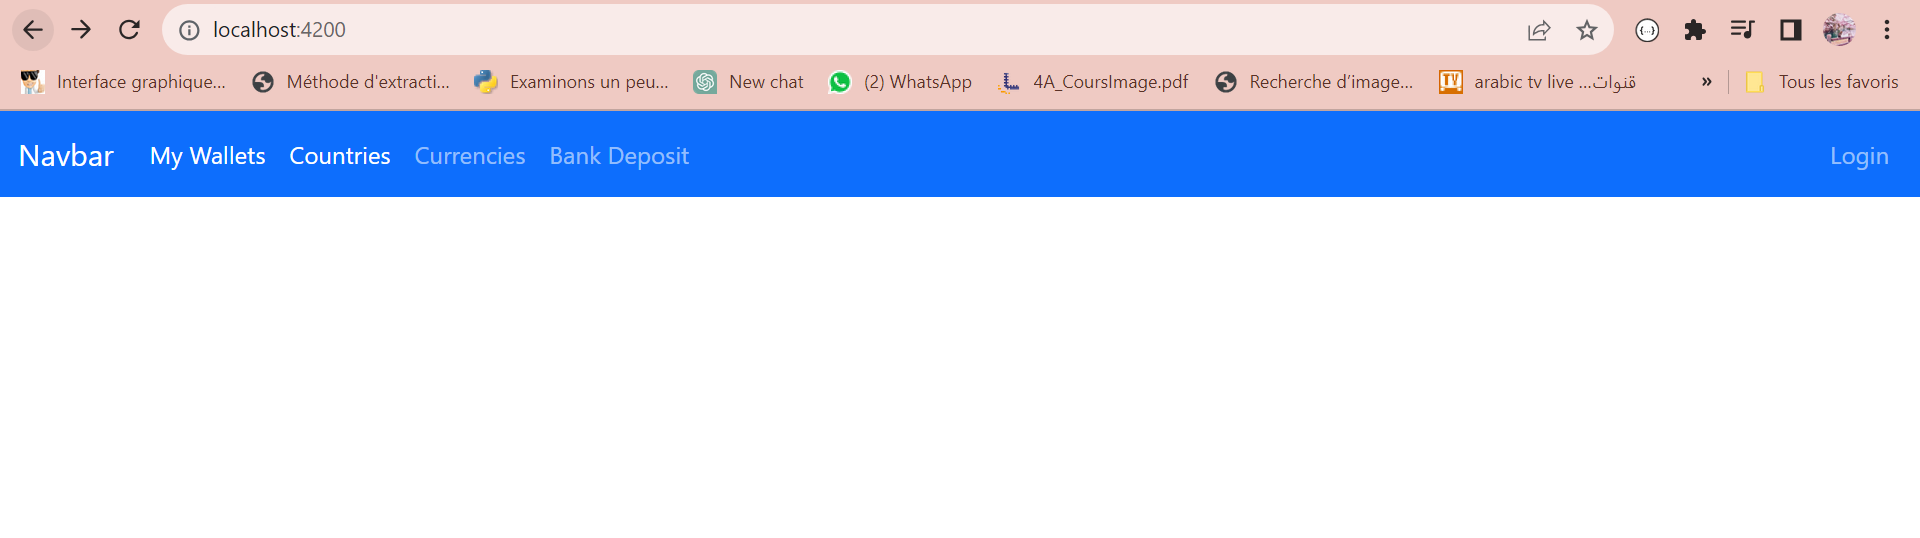 localhost:4200
Interface graphique... Méthode d'extracti... Examinons un peu... New chat (2) WhatsApp 4A_CoursImage.pdf Recherche d’image... arabic tv live ...قنوات » Tous les favoris
Navbar My Wallets Countries Currencies Bank Deposit Login